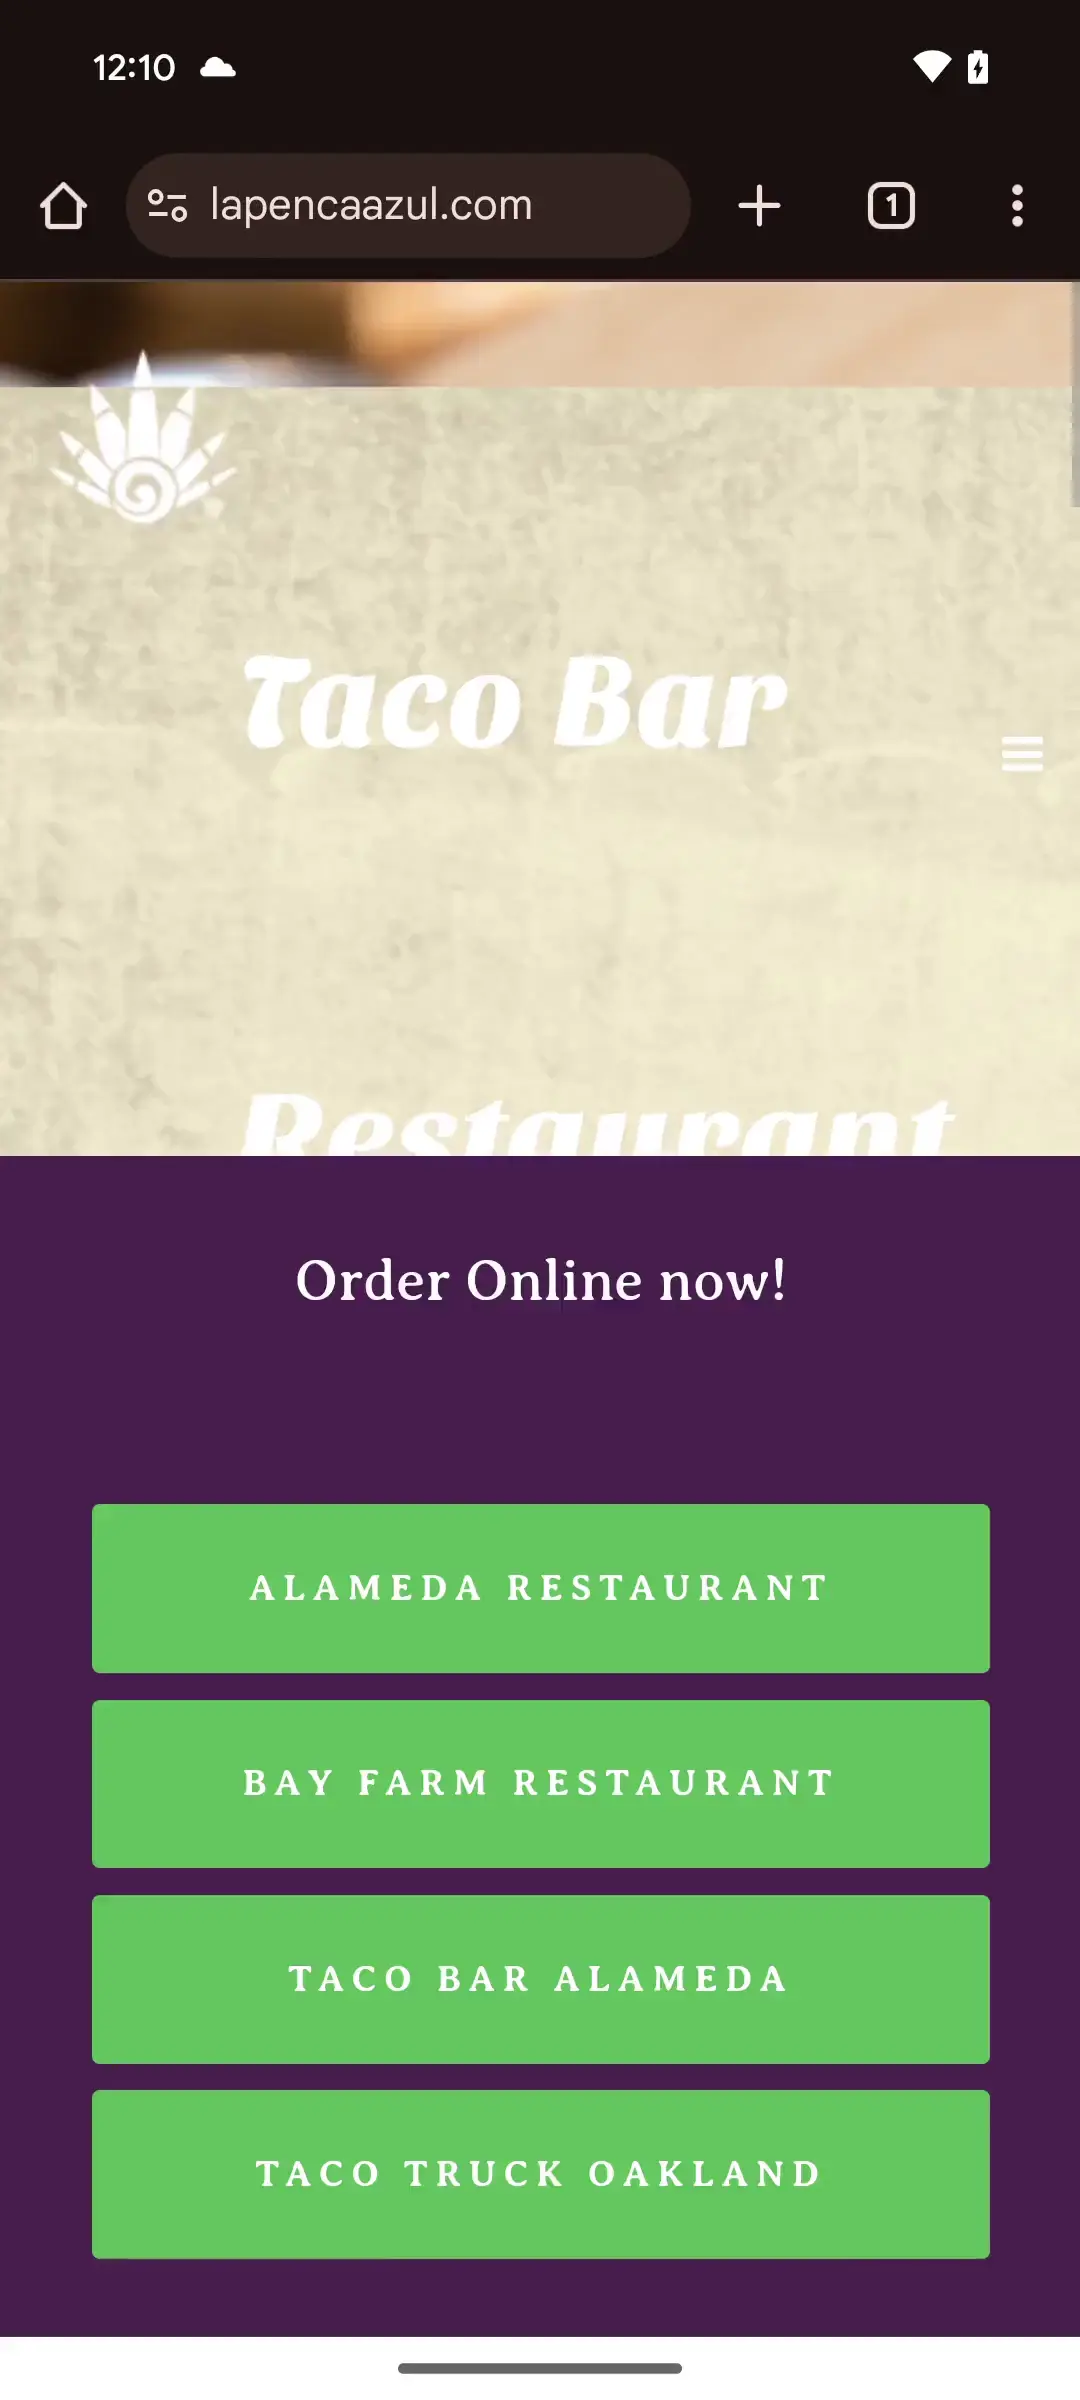 12:10
lapencaazul.com
1
Taco Bar
Restaurant
Order Online now!
ALAMEDA RESTAURANT
BAY FARM RESTAURANT
TACO BAR ALAMEDA
TACO TRUCK OAKLAND